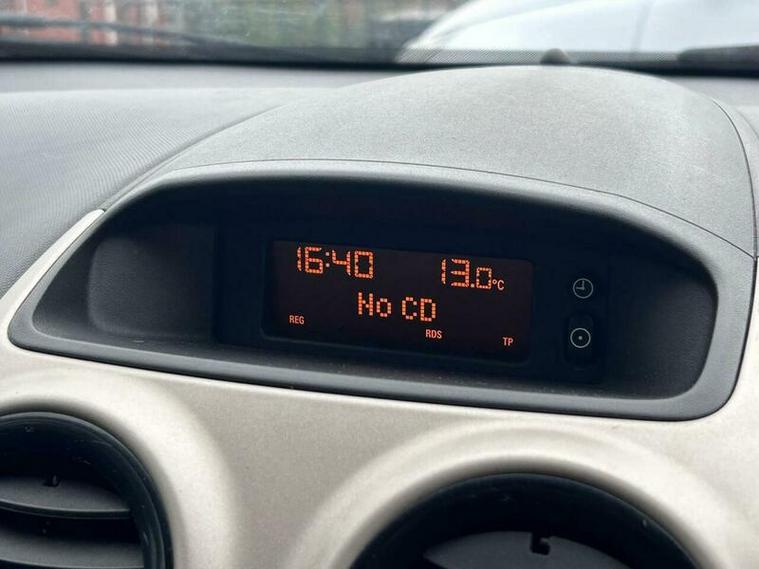 16:40 13.0°C
No CD
REG RDS TP